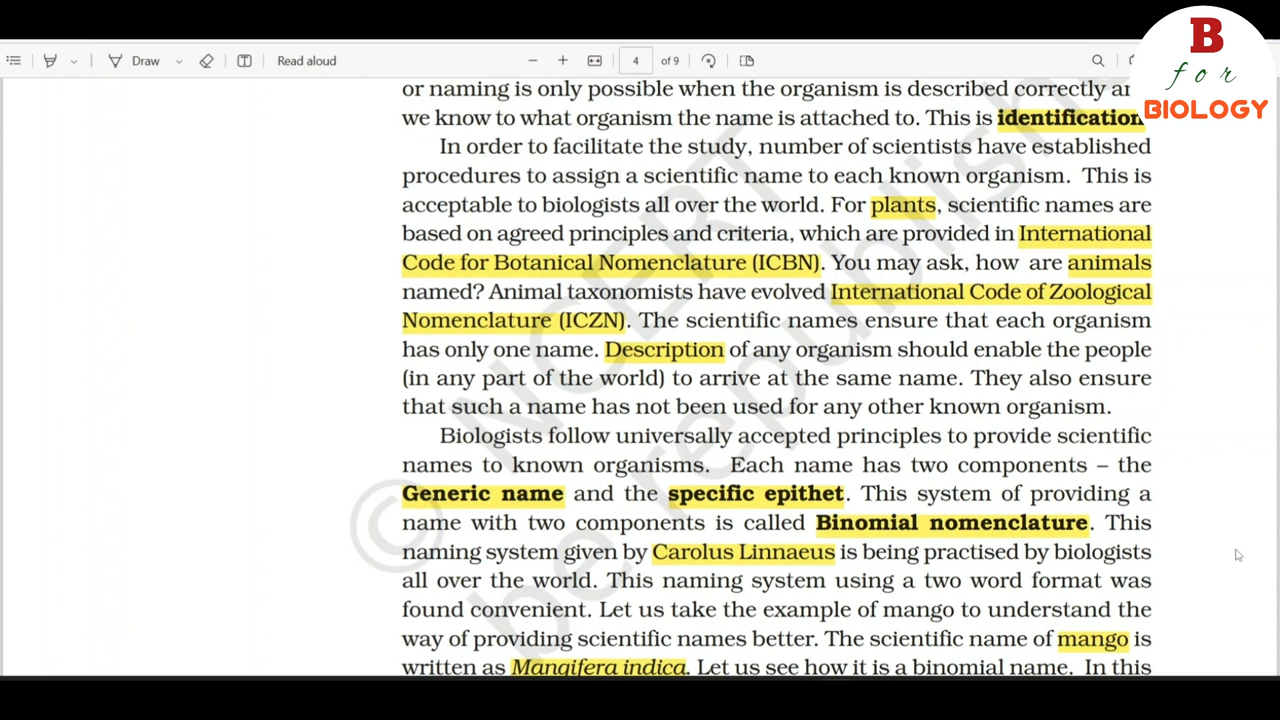 Draw
Read aloud
4
of 9
B
for
BIOLOGY
or naming is only possible when the organism is described correctly an
we know to what organism the name is attached to. This is identification.
In order to facilitate the study, number of scientists have established
procedures to assign a scientific name to each known organism. This is
acceptable to biologists all over the world. For plants, scientific names are
based on agreed principles and criteria, which are provided in International
Code for Botanical Nomenclature (ICBN). You may ask, how are animals
named? Animal taxonomists have evolved International Code of Zoological
Nomenclature (ICZN). The scientific names ensure that each organism
has only one name. Description of any organism should enable the people
(in any part of the world) to arrive at the same name. They also ensure
that such a name has not been used for any other known organism.
Biologists follow universally accepted principles to provide scientific
names to known organisms. Each name has two components – the
Generic name and the specific epithet. This system of providing a
name with two components is called Binomial nomenclature. This
naming system given by Carolus Linnaeus is being practised by biologists
all over the world. This naming system using a two word format was
found convenient. Let us take the example of mango to understand the
way of providing scientific names better. The scientific name of mango is
written as Mangifera indica. Let us see how it is a binomial name. In this
© NCERT
be republishe